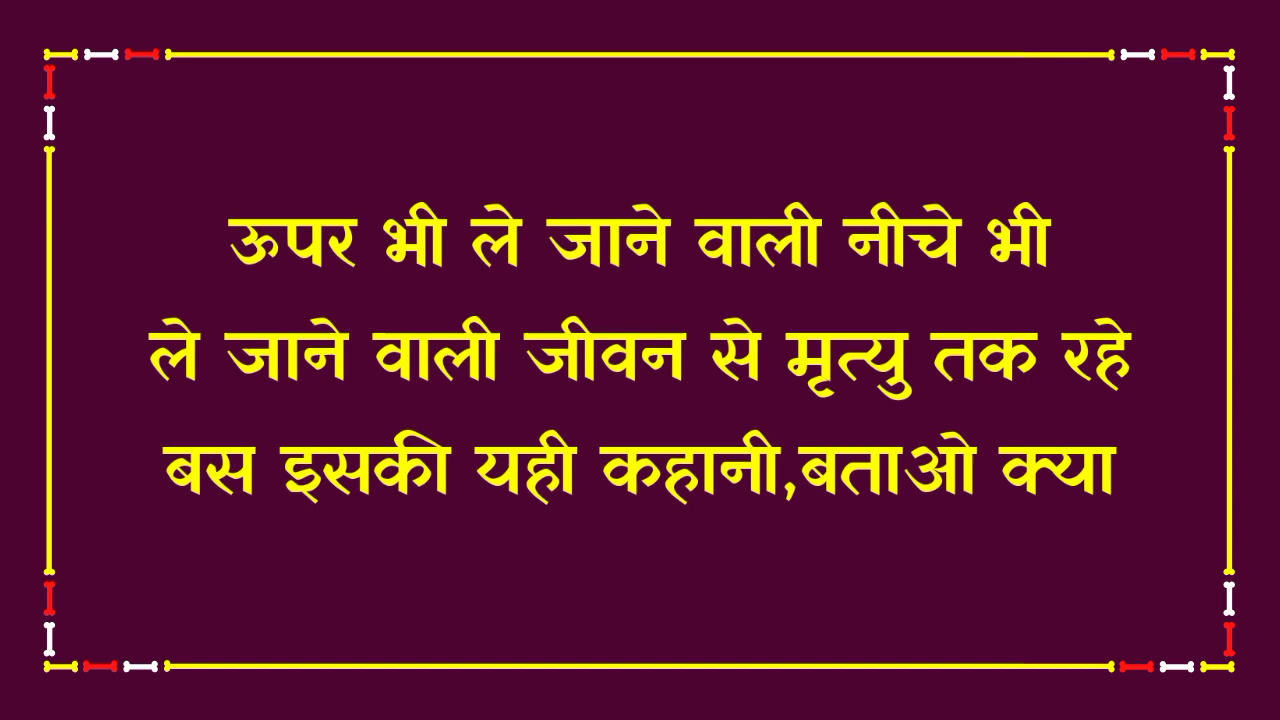 ऊपर भी ले जाने वाली नीचे भी
ले जाने वाली जीवन से मृत्यु तक रहे
बस इसकी यही कहानी,बताओ क्या